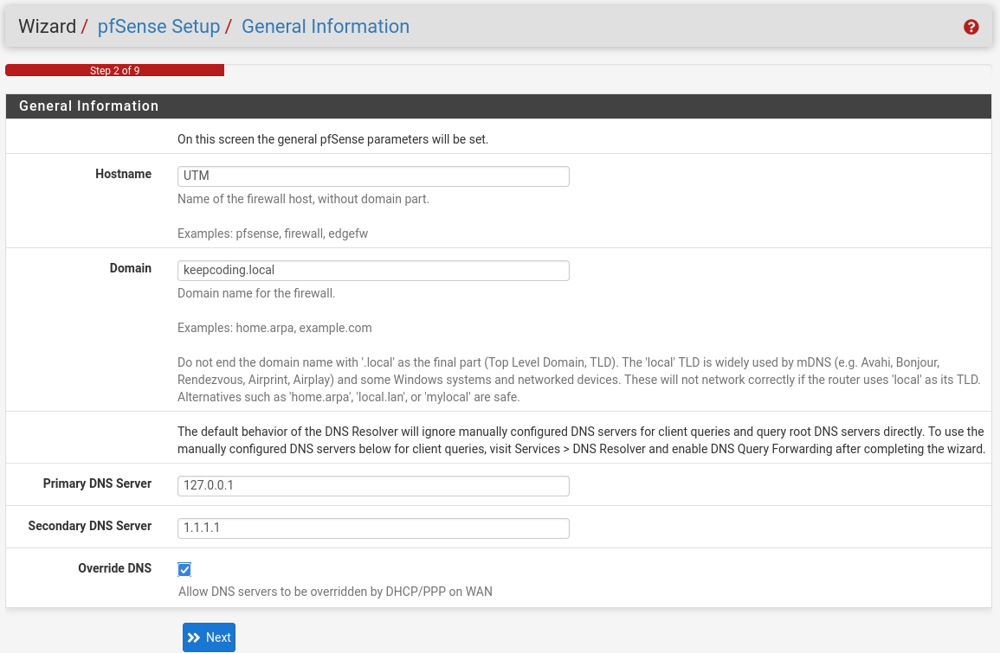 Wizard / pfSense Setup / General Information
Step 2 of 9
General Information
On this screen the general pfSense parameters will be set.
Hostname
UTM
Name of the firewall host, without domain part.
Examples: pfsense, firewall, edgefw
Domain
keepcoding.local
Domain name for the firewall.
Examples: home.arpa, example.com
Do not end the domain name with '.local' as the final part (Top Level Domain, TLD). The 'local' TLD is widely used by mDNS (e.g. Avahi, Bonjour,
Rendezvous, Airprint, Airplay) and some Windows systems and networked devices. These will not network correctly if the router uses 'local' as its TLD.
Alternatives such as 'home.arpa', 'local.lan', or 'mylocal' are safe.
The default behavior of the DNS Resolver will ignore manually configured DNS servers for client queries and query root DNS servers directly. To use the
manually configured DNS servers below for client queries, visit Services > DNS Resolver and enable DNS Query Forwarding after completing the wizard.
Primary DNS Server
127.0.0.1
Secondary DNS Server
1.1.1.1
Override DNS
Allow DNS servers to be overridden by DHCP/PPP on WAN
Next